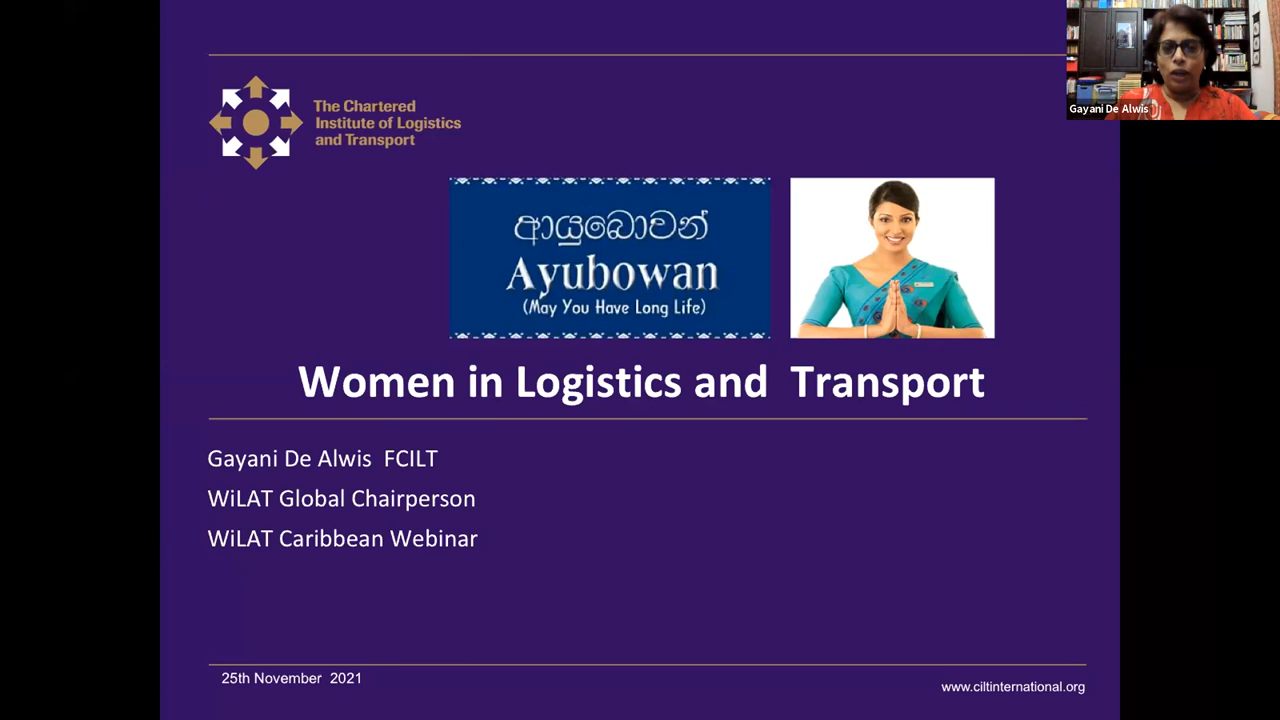 Gayani De Alwis
The Chartered
Institute of Logistics
and Transport
ආයුබෝවන්
Ayubowan
(May You Have Long Life)
Women in Logistics and Transport
Gayani De Alwis FCILT
WiLAT Global Chairperson
WiLAT Caribbean Webinar
25th November 2021
www.ciltinternational.org